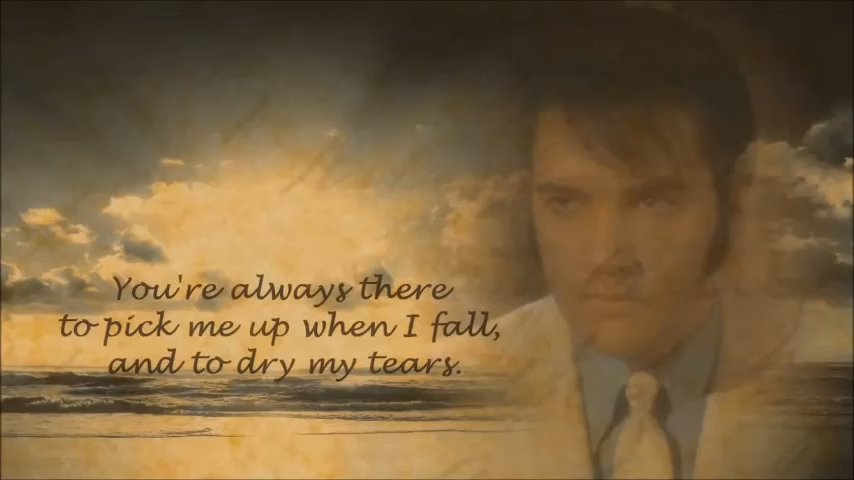 You're always there
to pick me up when I fall,
and to dry my tears.